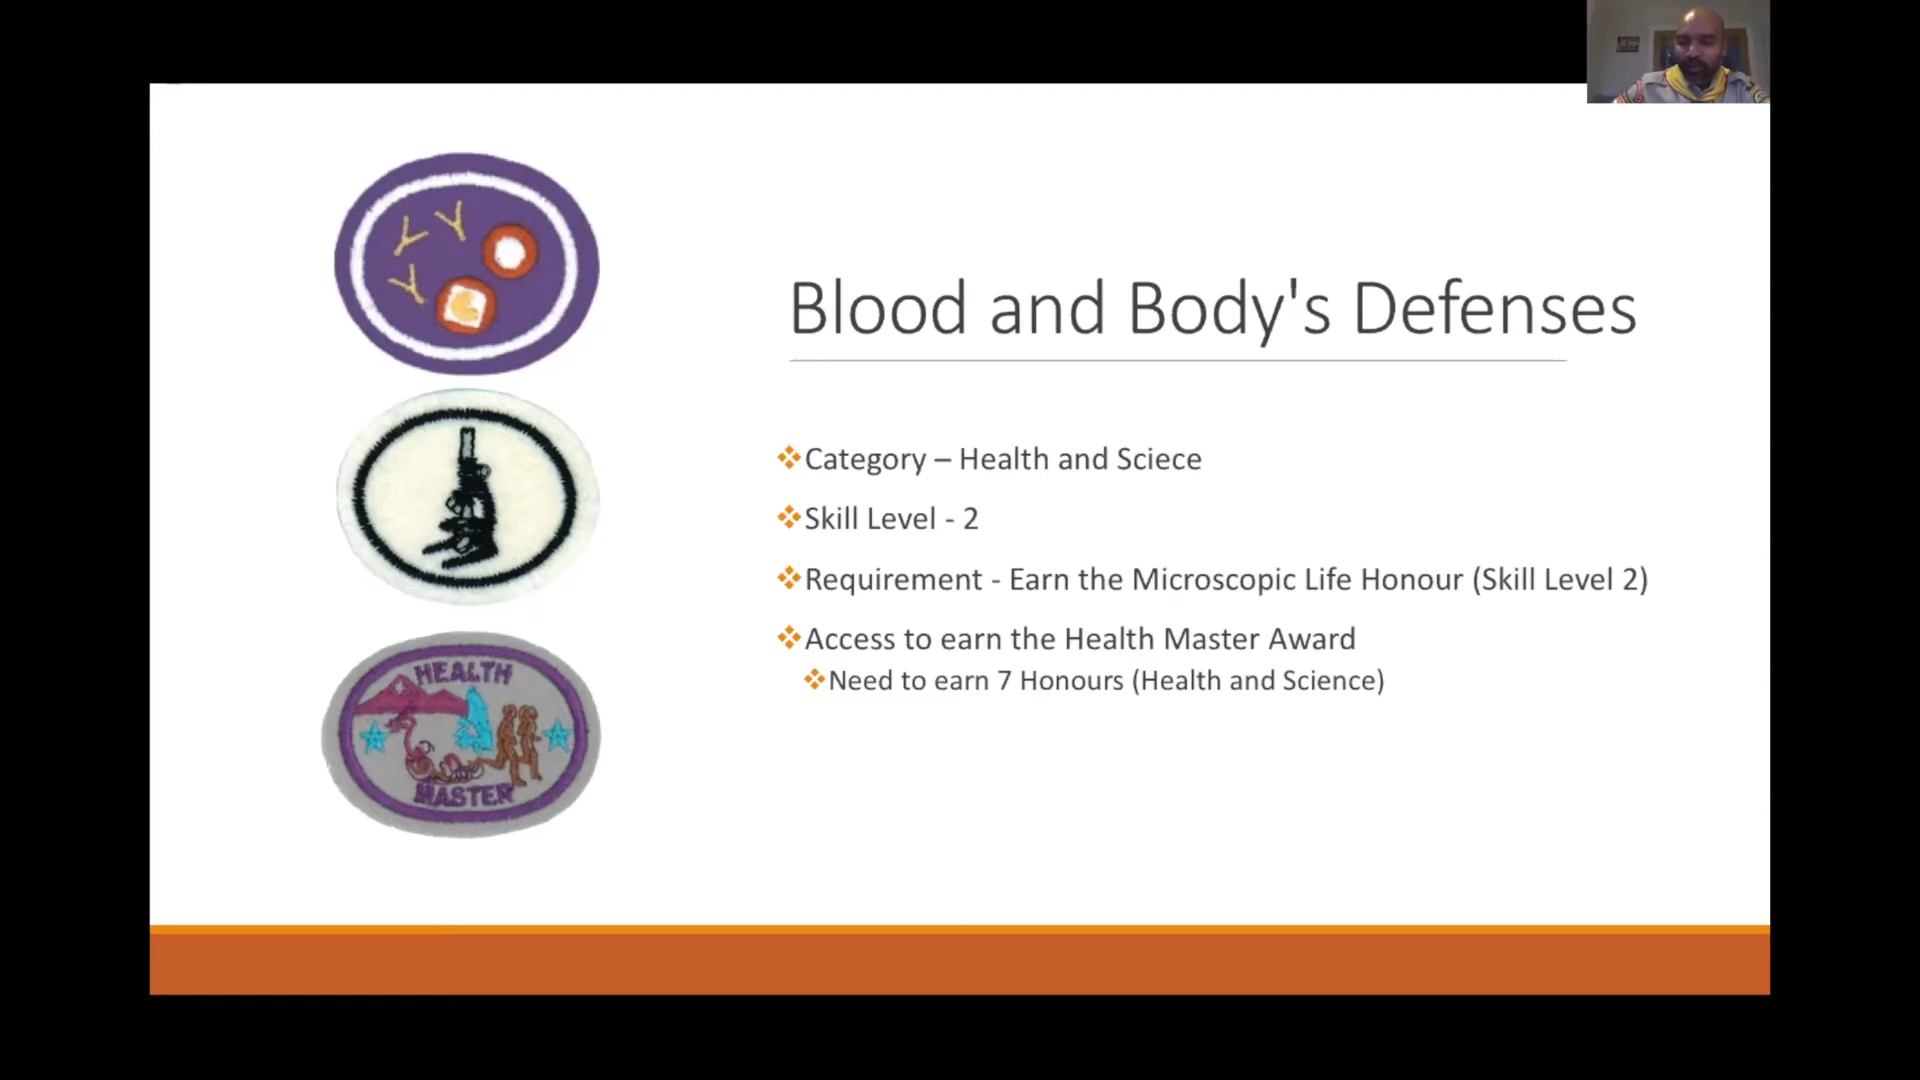 Blood and Body's Defenses
❖Category – Health and Sciece
❖Skill Level - 2
❖Requirement - Earn the Microscopic Life Honour (Skill Level 2)
❖Access to earn the Health Master Award
❖Need to earn 7 Honours (Health and Science)
HEALTH
MASTER